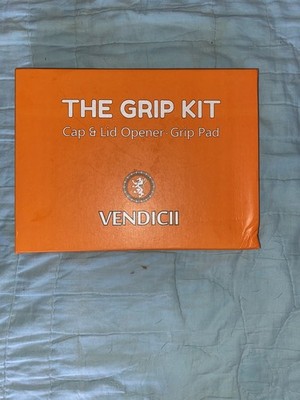 THE GRIP KIT
Cap & Lid Opener- Grip Pad
VENDICII